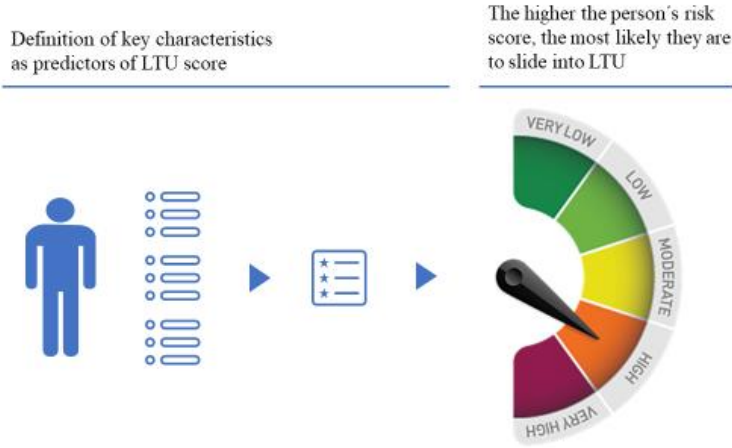 Definition of key characteristics
as predictors of LTU score
The higher the person´s risk
score, the most likely they are
to slide into LTU
VERY LOW
LOW
MODERATE
HIGH
VERY HIGH